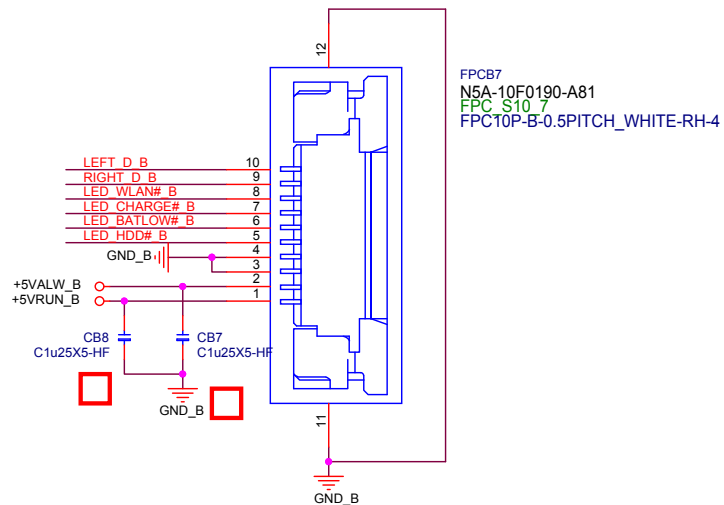 12
FPCB7
N5A-10F0190-A81
FPC_S10_7
FPC10P-B-0.5PITCH_WHITE-RH-4
LEFT_D_B 10
RIGHT_D_B 9
LED_WLAN#_B 8
LED_CHARGE#_B 7
LED_BATLOW#_B 6
LED_HDD#_B 5
GND_B 4
3
+5VALW_B 2
+5VRUN_B 1
CB8 CB7
C1u25X5-HF C1u25X5-HF
GND_B
11
GND_B